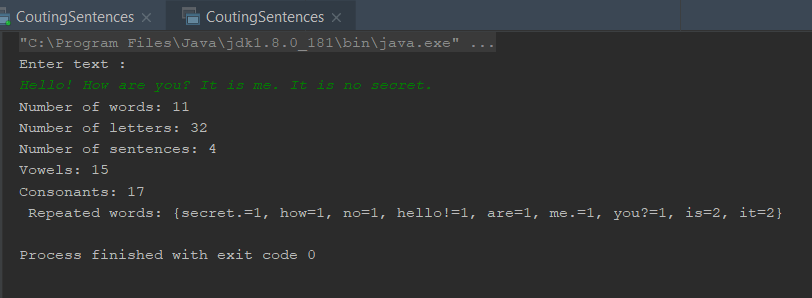 CoutingSentences × CoutingSentences ×
"C:\Program Files\Java\jdk1.8.0_181\bin\java.exe" ...
Enter text :
Hello! How are you? It is me. It is no secret.
Number of words: 11
Number of letters: 32
Number of sentences: 4
Vowels: 15
Consonants: 17
Repeated words: {secret.=1, how=1, no=1, hello!=1, are=1, me.=1, you?=1, is=2, it=2}
Process finished with exit code 0